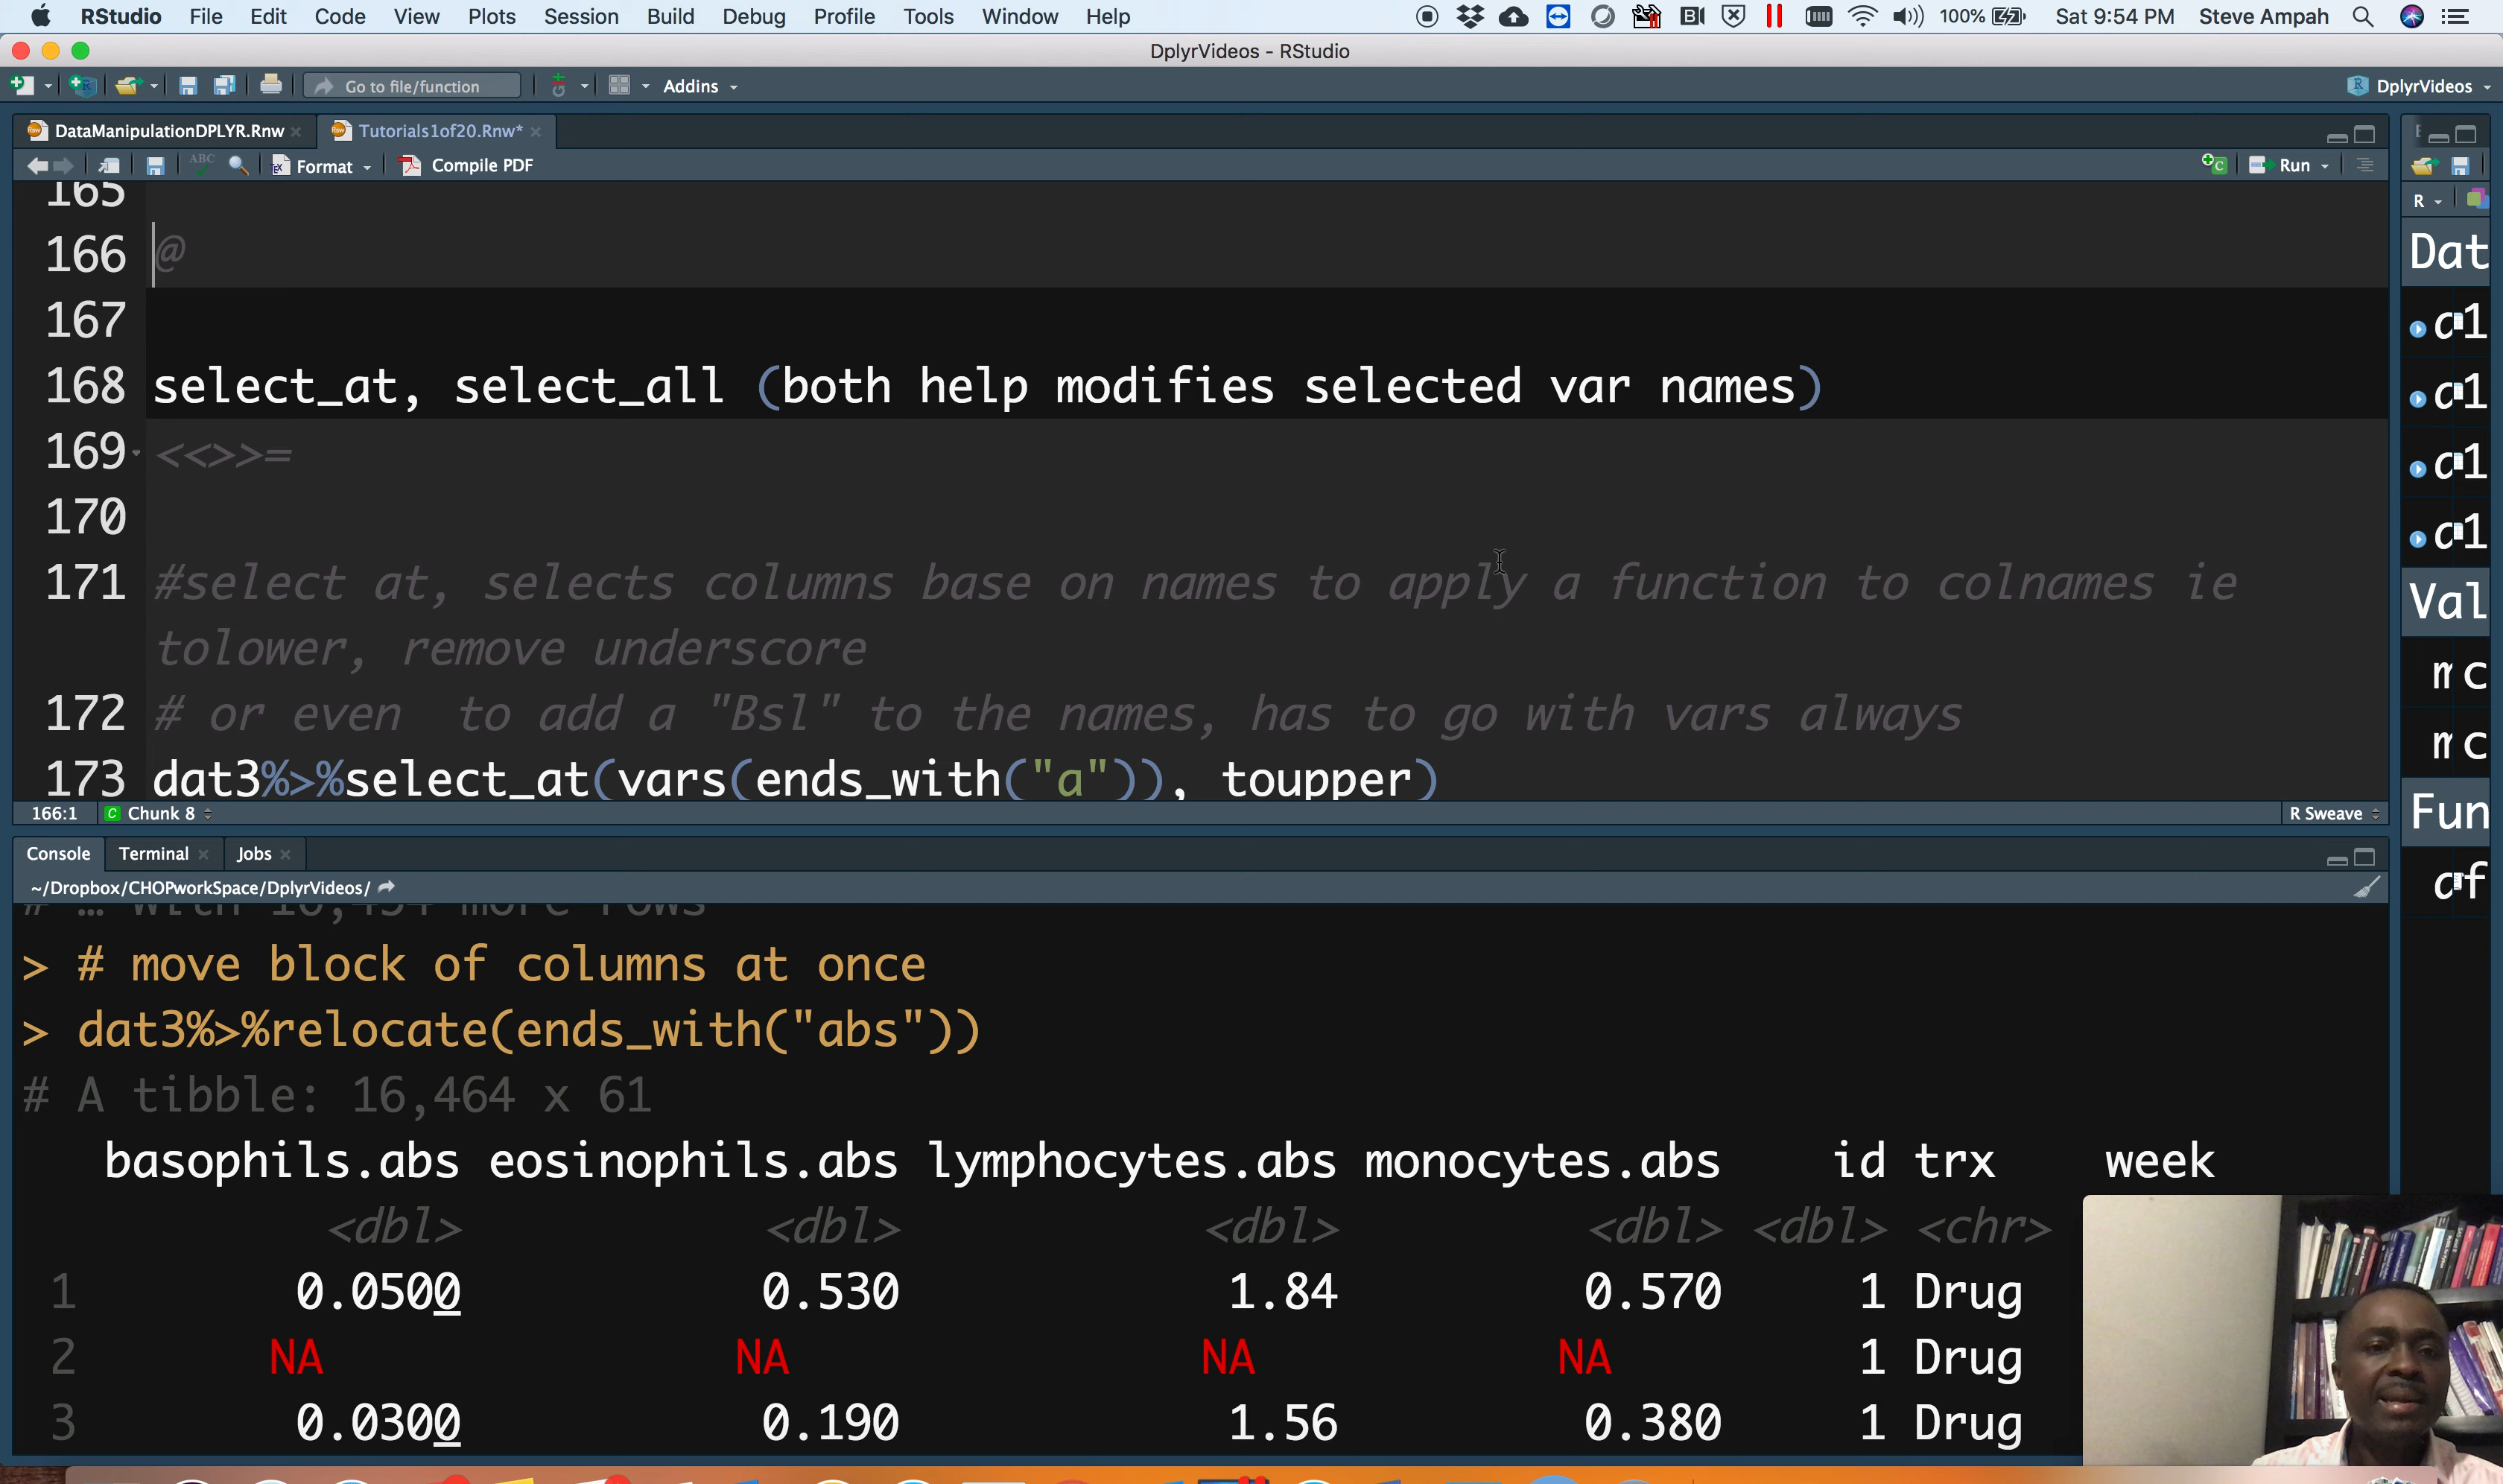 RStudio File Edit Code View Plots Session Build Debug Profile Tools Window Help 100% Sat 9:54 PM Steve Ampah
DplyrVideos - RStudio
Go to file/function Addins DplyrVideos
DataManipulationDPLYR.Rnw Tutorials1of20.Rnw*
ABC Format Compile PDF Run
R
165
166 @
167
168 select_at, select_all (both help modifies selected var names)
169 <<>>=
170
171 #select at, selects columns base on names to apply a function to colnames ie
tolower, remove underscore
172 # or even to add a "Bsl" to the names, has to go with vars always
173 dat3%>%select_at(vars(ends_with("a")), toupper)
166:1 Chunk 8 R Sweave
Dat
Val
Fun
Console Terminal Jobs
~/Dropbox/CHOPworkSpace/DplyrVideos/
> # move block of columns at once
> dat3%>%relocate(ends_with("abs"))
# A tibble: 16,464 x 61
basophils.abs eosinophils.abs lymphocytes.abs monocytes.abs id trx week
<dbl> <dbl> <dbl> <dbl> <dbl> <chr>
1 0.0500 0.530 1.84 0.570 1 Drug
2 NA NA NA NA 1 Drug
3 0.0300 0.190 1.56 0.380 1 Drug